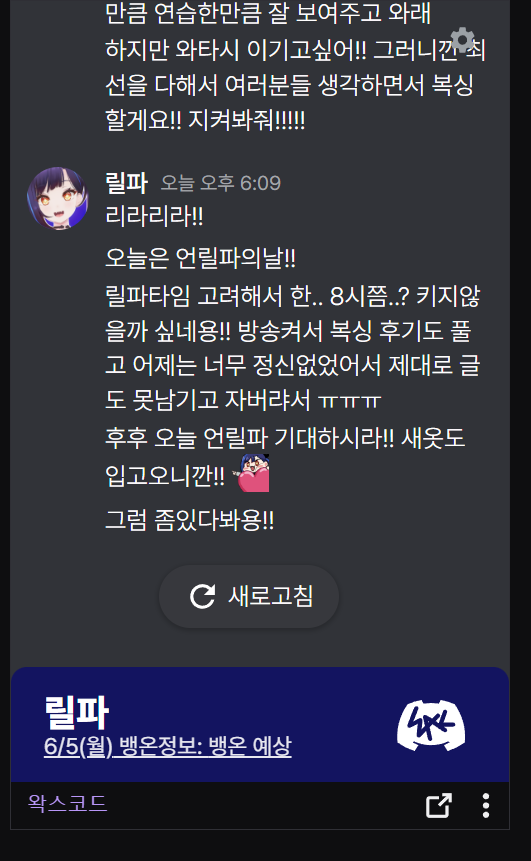 만큼 연습한만큼 잘 보여주고 와래
하지만 와타시 이기고싶어!! 그러니깐 최
선을 다해서 여러분들 생각하면서 복싱
할게요!! 지켜봐줘!!!!!
릴파 오늘 오후 6:09
리라리라!!
오늘은 언릴파의날!!
릴파타임 고려해서 한.. 8시쯤..? 키지않
을까 싶네용!! 방송켜서 복싱 후기도 풀
고 어제는 너무 정신없었어서 제대로 글
도 못남기고 자버랴서 ㅠㅠㅠ
후후 오늘 언릴파 기대하시라!! 새옷도
입고오니깐!!
그럼 좀있다봐용!!
새로고침
릴파
6/5(월) 뱅온정보: 뱅온 예상
왁스코드